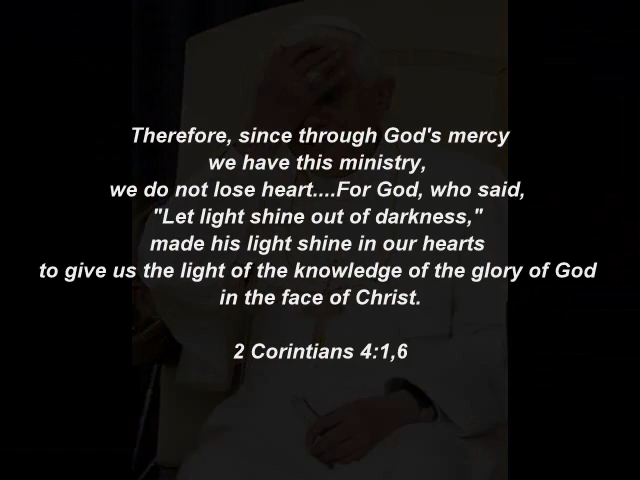 Therefore, since through God's mercy
we have this ministry,
we do not lose heart....For God, who said,
"Let light shine out of darkness,"
made his light shine in our hearts
to give us the light of the knowledge of the glory of God
in the face of Christ.
2 Corintians 4:1,6